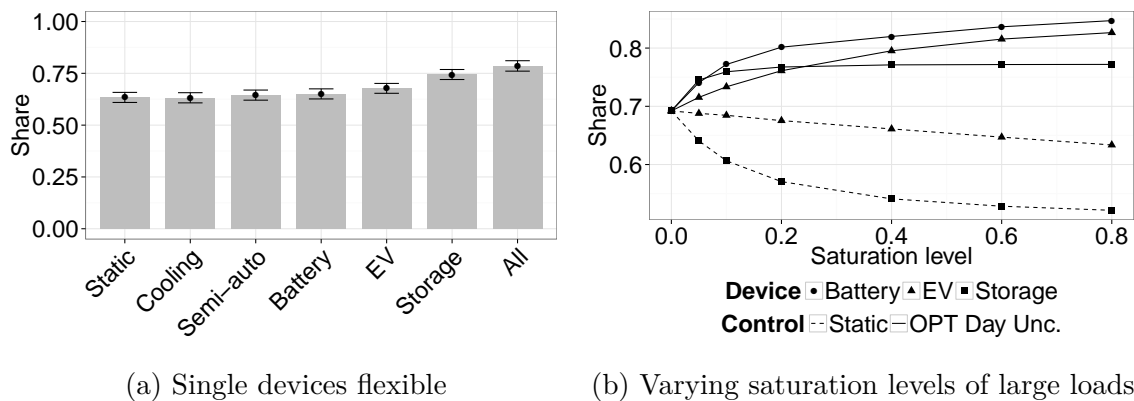 1.00
0.75
0.50
0.25
0.00
Share
Static
Cooling
Semi−auto
Battery
EV
Storage
All
(a) Single devices flexible
0.8
0.7
0.6
Share
0.0 0.2 0.4 0.6 0.8
Saturation level
Device Battery EV Storage
Control Static OPT Day Unc.
(b) Varying saturation levels of large loads